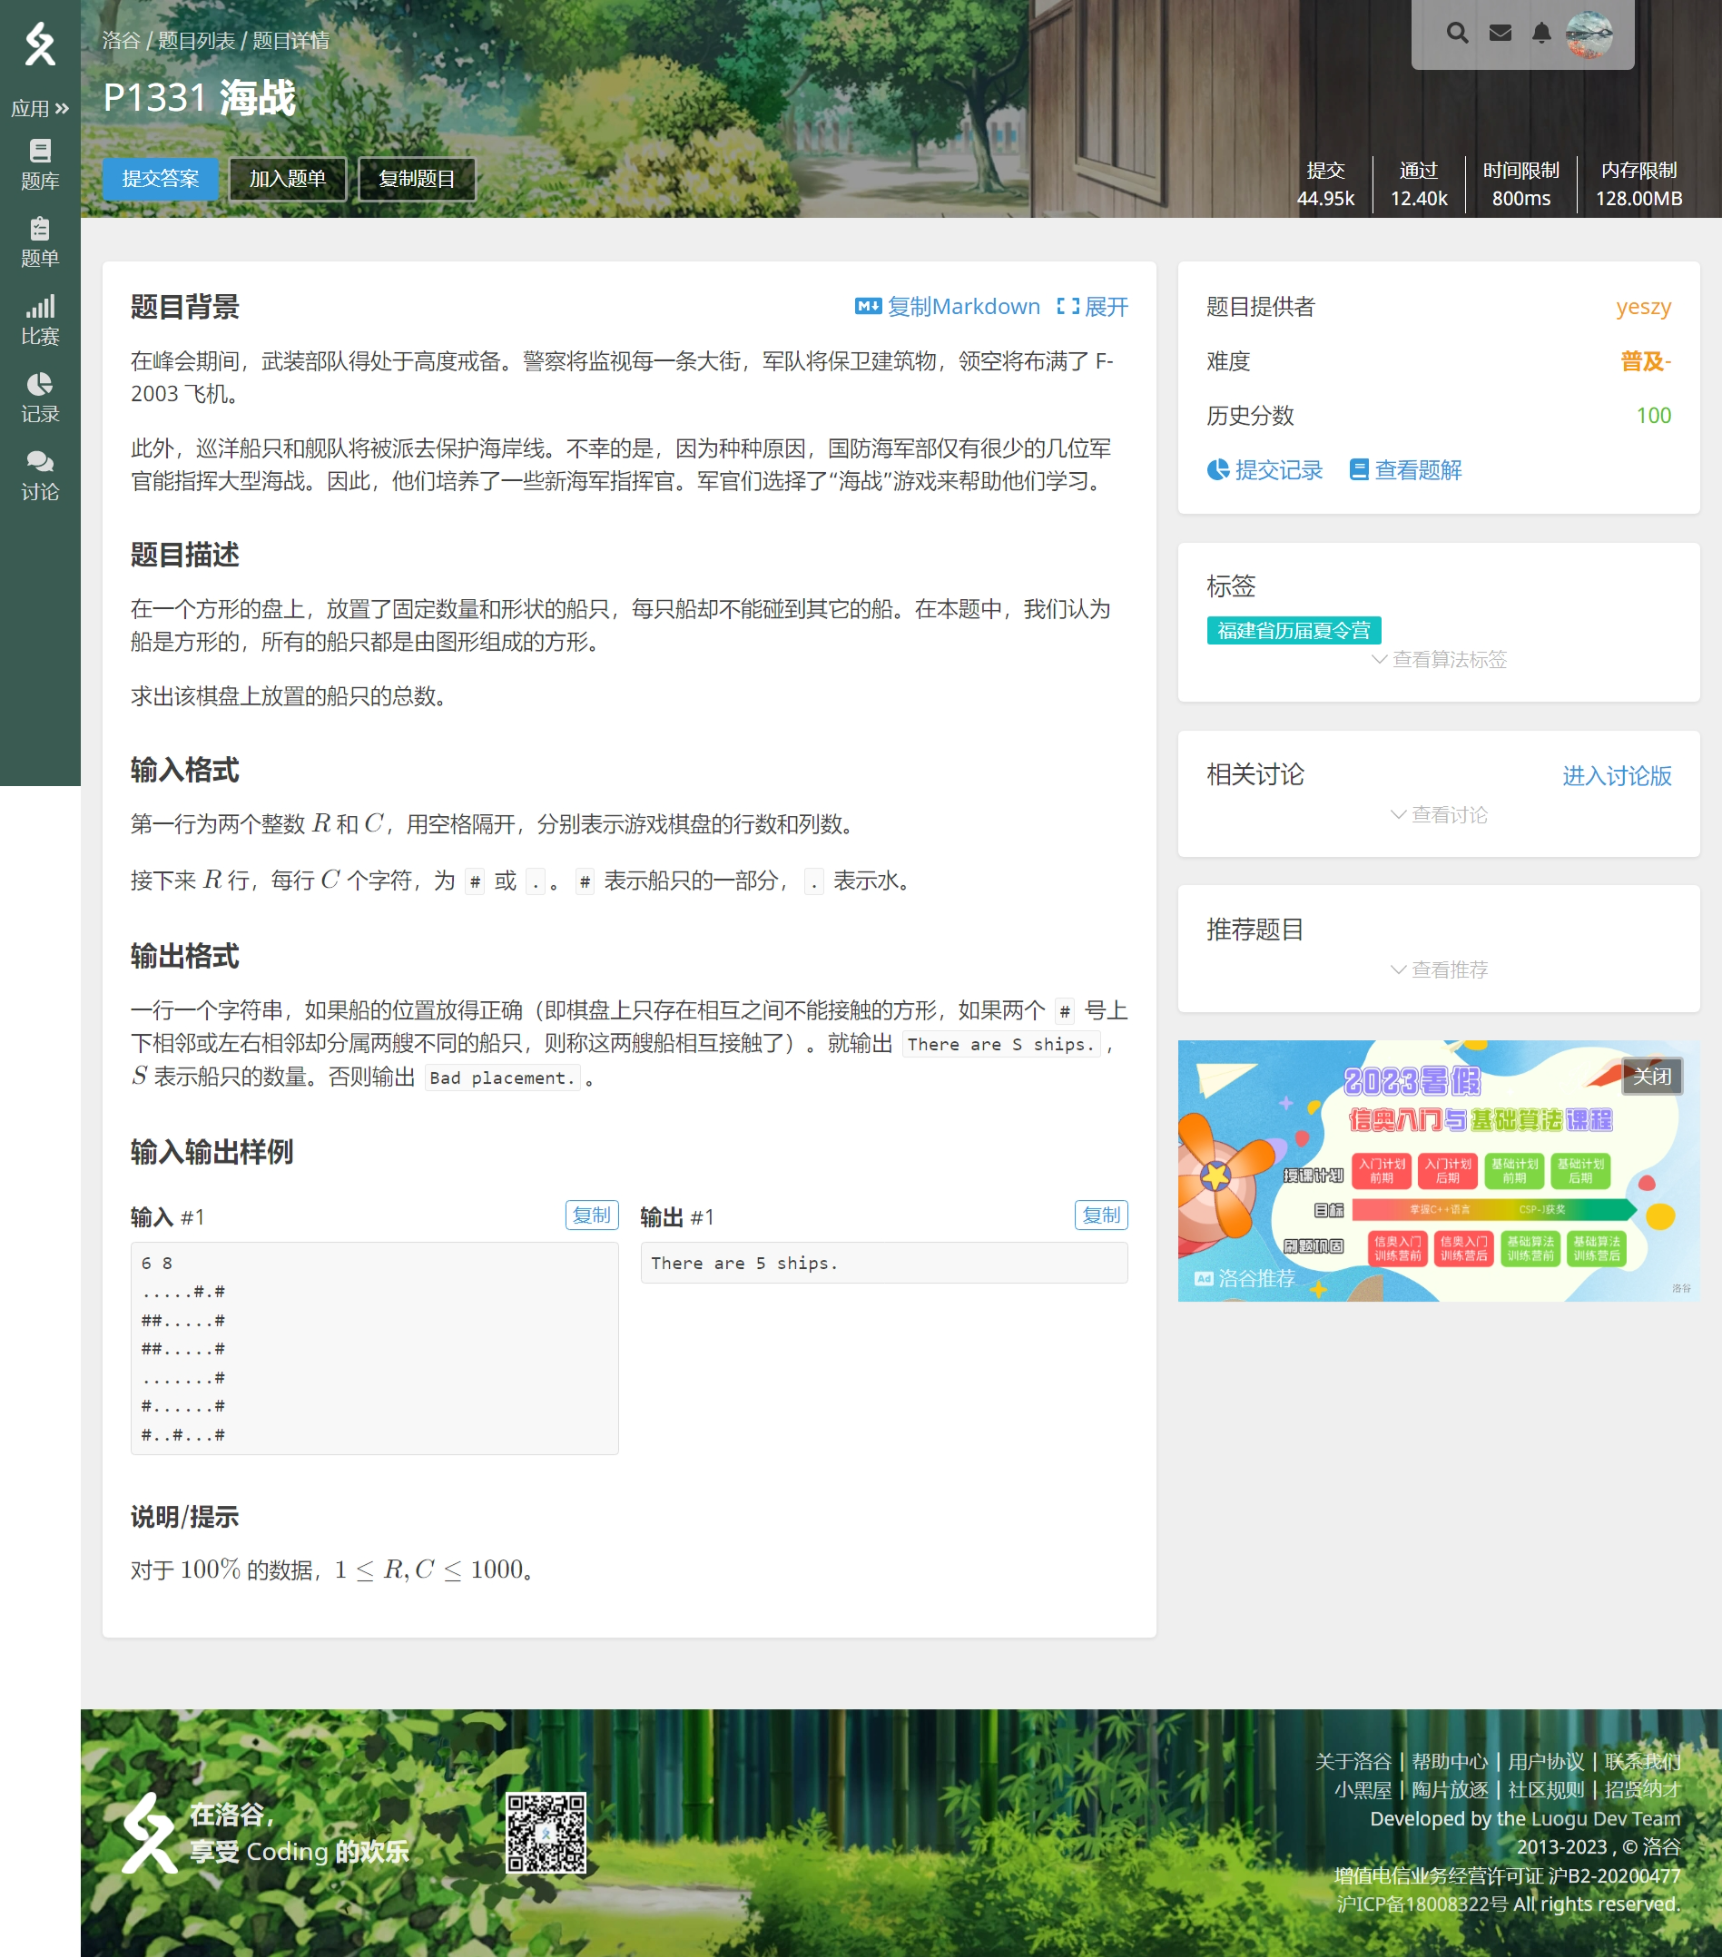 洛谷 / 题目列表 / 题目详情
P1331 海战
提交答案
加入题单
复制题目
提交
44.95k
通过
12.40k
时间限制
800ms
内存限制
128.00MB
应用
题库
题单
比赛
记录
讨论
题目背景
复制Markdown
展开
在峰会期间，武装部队得处于高度戒备。警察将监视每一条大街，军队将保卫建筑物，领空将布满了 F-
2003 飞机。
此外，巡洋船只和舰队将被派去保护海岸线。不幸的是，因为种种原因，国防海军部仅有很少的几位军
官能指挥大型海战。因此，他们培养了一些新海军指挥官。军官们选择了“海战”游戏来帮助他们学习。
题目描述
在一个方形的盘上，放置了固定数量和形状的船只，每只船却不能碰到其它的船。在本题中，我们认为
船是方形的，所有的船只都是由图形组成的方形。
求出该棋盘上放置的船只的总数。
输入格式
第一行为两个整数 R 和 C，用空格隔开，分别表示游戏棋盘的行数和列数。
接下来 R 行，每行 C 个字符，为 # 或 . 。 # 表示船只的一部分， . 表示水。
输出格式
一行一个字符串，如果船的位置放得正确（即棋盘上只存在相互之间不能接触的方形，如果两个 # 号上
下相邻或左右相邻却分属两艘不同的船只，则称这两艘船相互接触了）。就输出 There are S ships. ，
S 表示船只的数量。否则输出 Bad placement. 。
输入输出样例
输入 #1
复制
6 8
.....#.#
##.....#
##.....#
.......#
#......#
#..#...#
输出 #1
复制
There are 5 ships.
说明/提示
对于 100% 的数据，1 ≤ R, C ≤ 1000。
题目提供者
yeszy
难度
普及-
历史分数
100
提交记录
查看题解
标签
福建省历届夏令营
查看算法标签
相关讨论
进入讨论版
查看讨论
推荐题目
查看推荐
关闭
2023暑假
信奥入门与基础算法课程
授课计划
入门计划
前期
入门计划
后期
基础计划
前期
基础计划
后期
目标
掌握C++语言
CSP-J获奖
刷题巩固
信奥入门
训练营前
信奥入门
训练营后
基础算法
训练营前
基础算法
训练营后
Ad 洛谷推荐
洛谷
在洛谷，
享受 Coding 的欢乐
关于洛谷 | 帮助中心 | 用户协议 | 联系我们
小黑屋 | 陶片放逐 | 社区规则 | 招贤纳才
Developed by the Luogu Dev Team
2013-2023 , © 洛谷
增值电信业务经营许可证 沪B2-20200477
沪ICP备18008322号 All rights reserved.